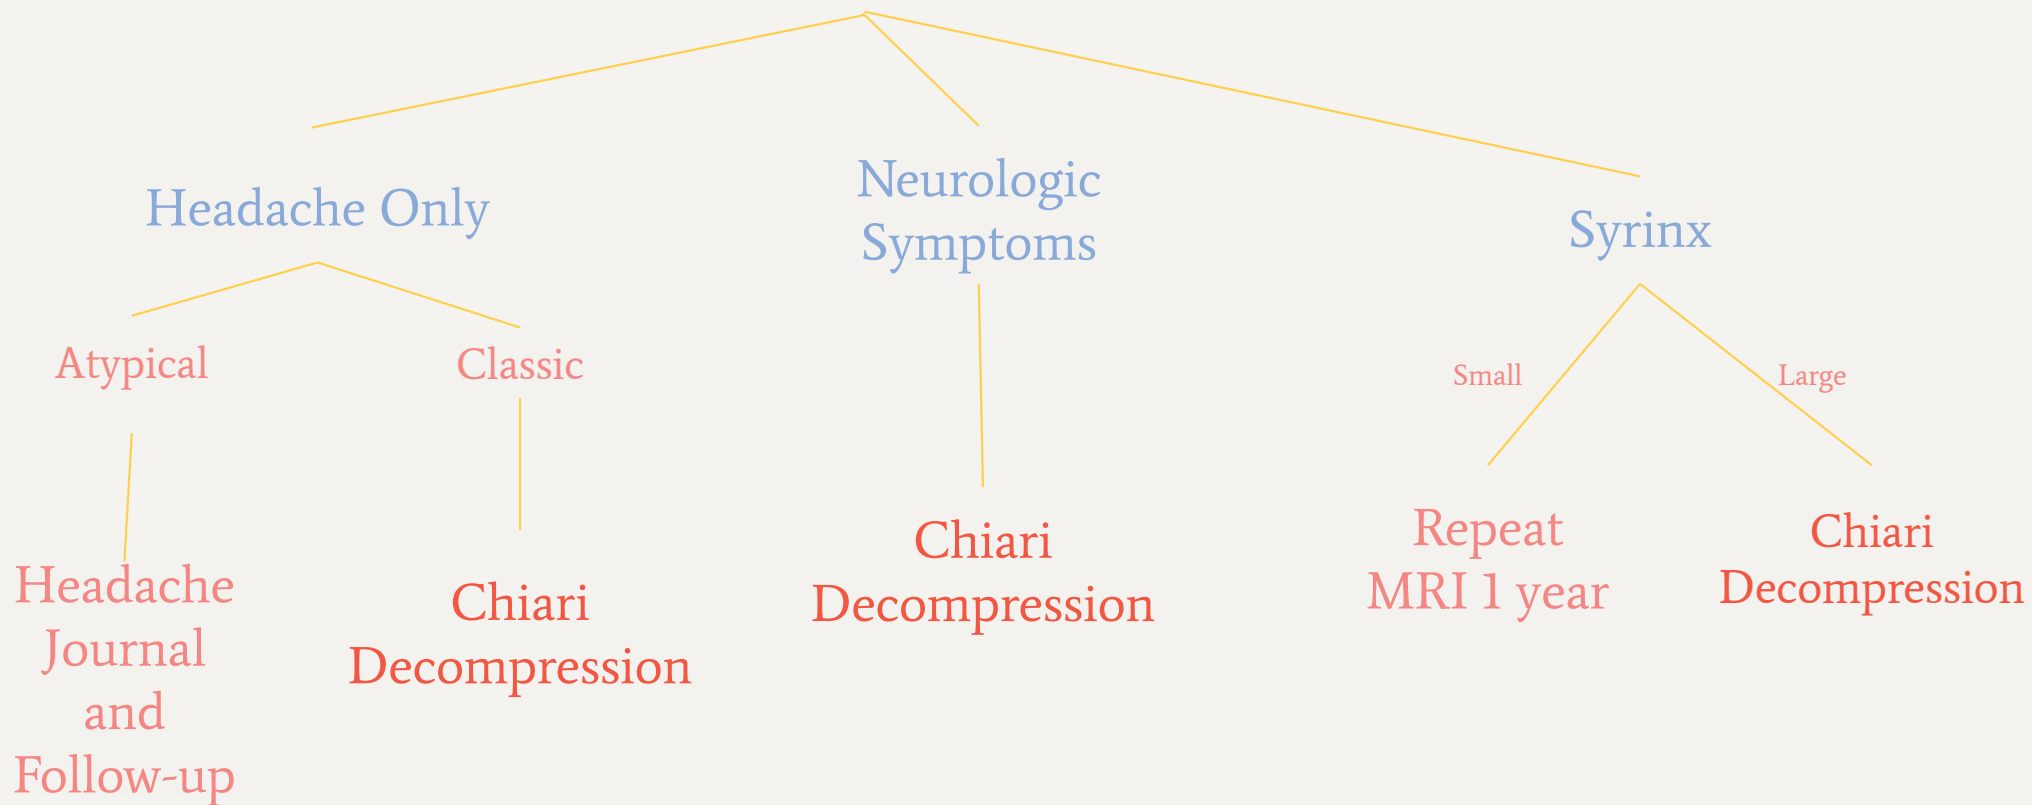 Headache Only
Neurologic
Symptoms
Syrinx
Atypical
Classic
Small
Large
Headache
Journal
and
Follow-up
Chiari
Decompression
Chiari
Decompression
Repeat
MRI 1 year
Chiari
Decompression